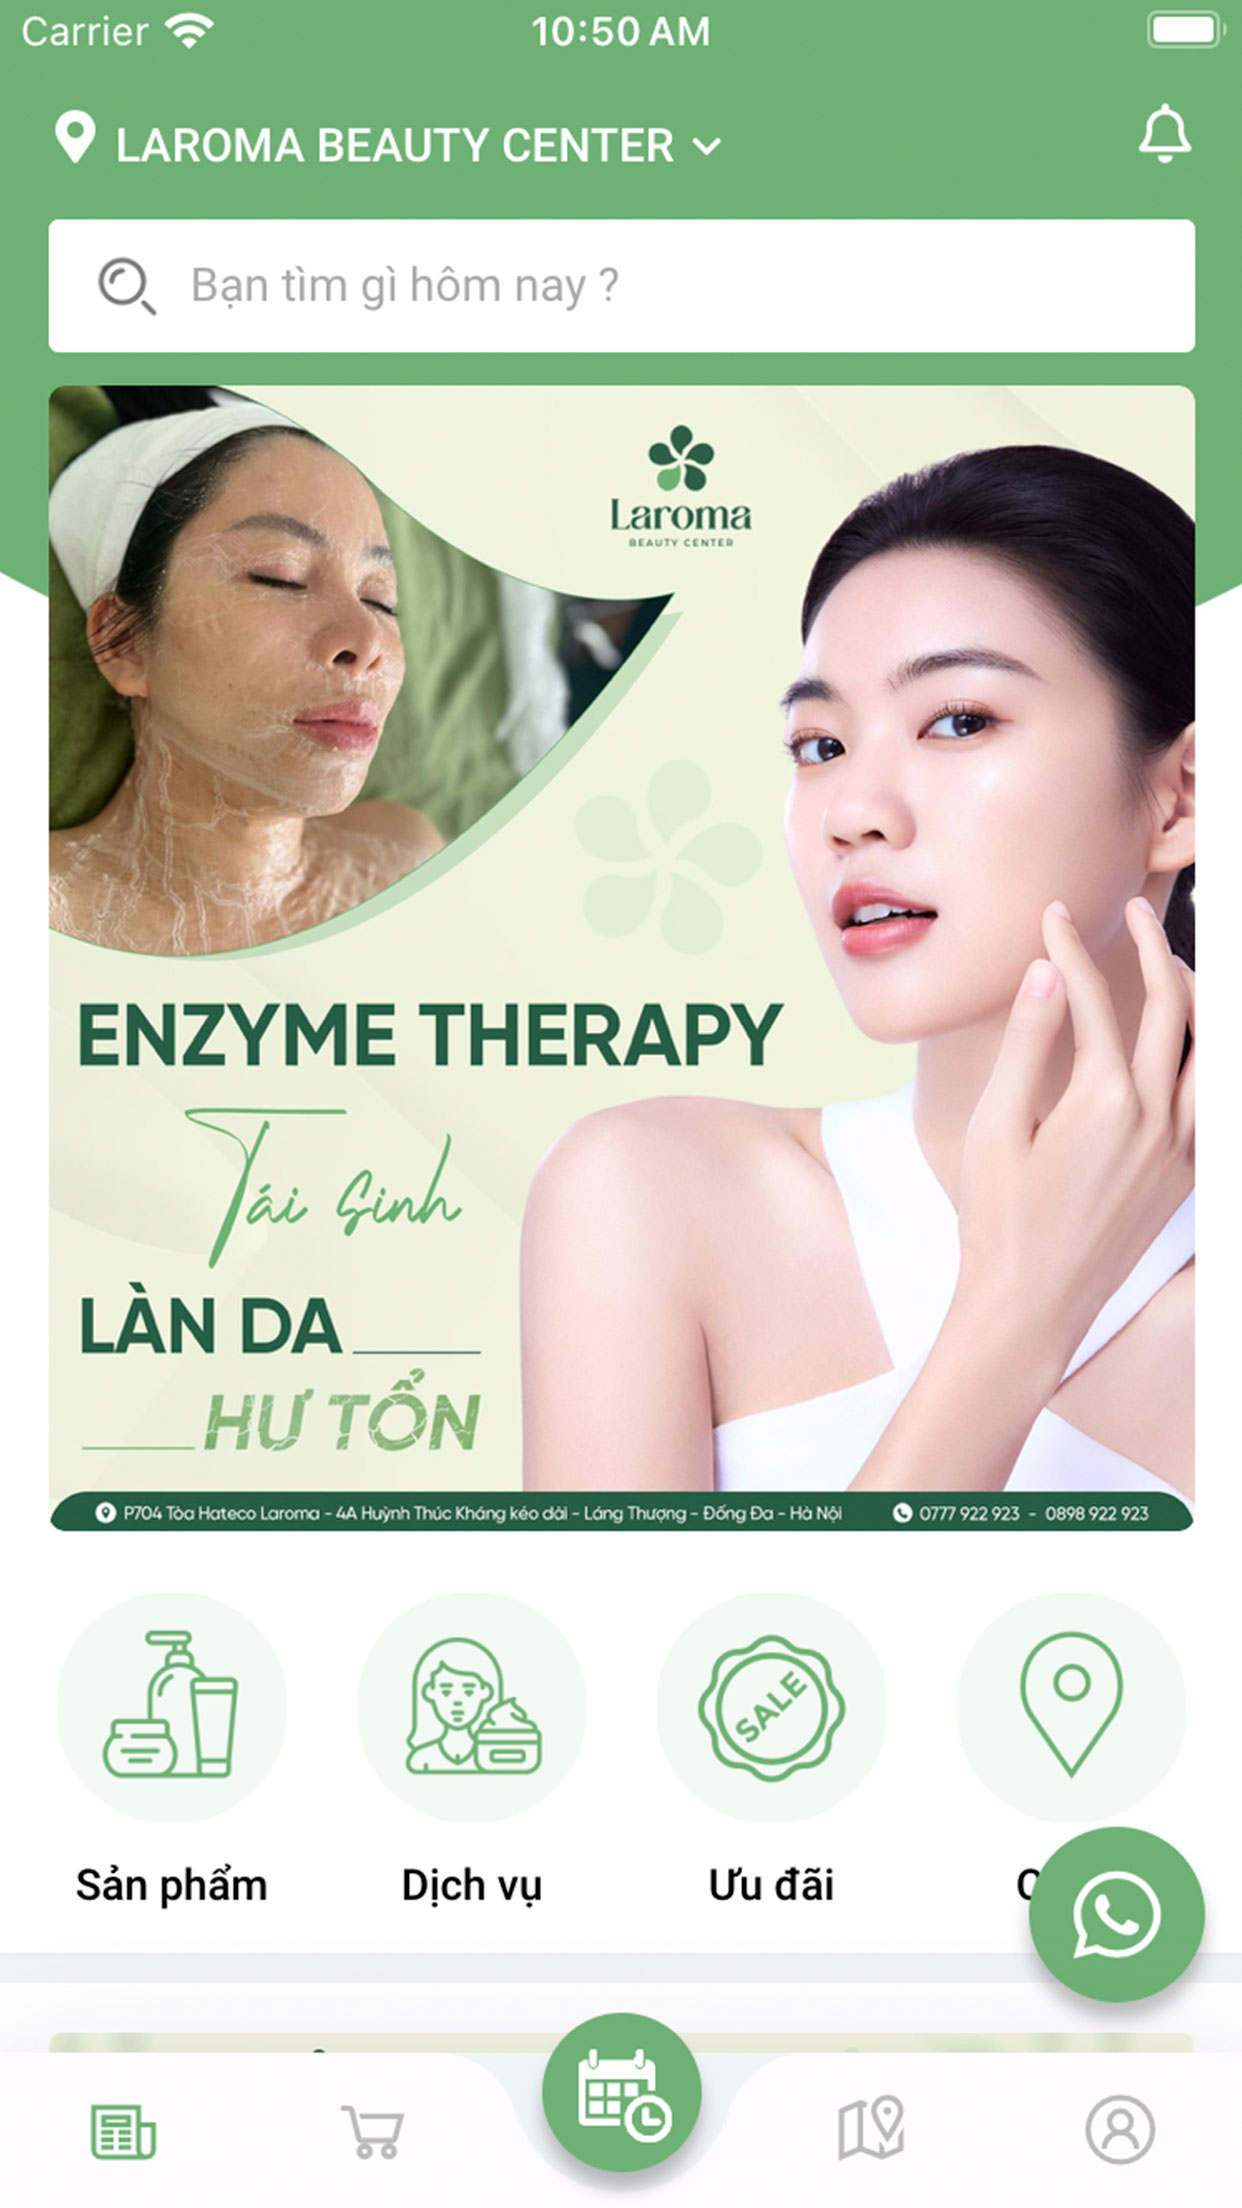 Carrier
10:50 AM
LAROMA BEAUTY CENTER
Bạn tìm gì hôm nay ?
Laroma
BEAUTY CENTER
ENZYME THERAPY
Tái sinh
LÀN DA
HƯ TỔN
P704 Tòa Hateco Laroma - 4A Huỳnh Thúc Kháng kéo dài - Láng Thượng - Đống Đa - Hà Nội
0777 922 923 - 0898 922 923
SALE
Sản phẩm
Dịch vụ
Ưu đãi